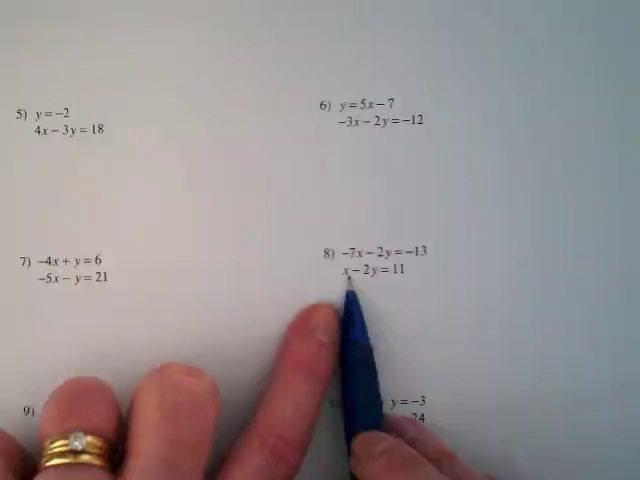 5) y = −2
4x − 3y = 18
6) y = 5x − 7
−3x − 2y = −12
7) −4x + y = 6
−5x − y = 21
8) −7x − 2y = −13
x − 2y = 11
9)
y = −3
24